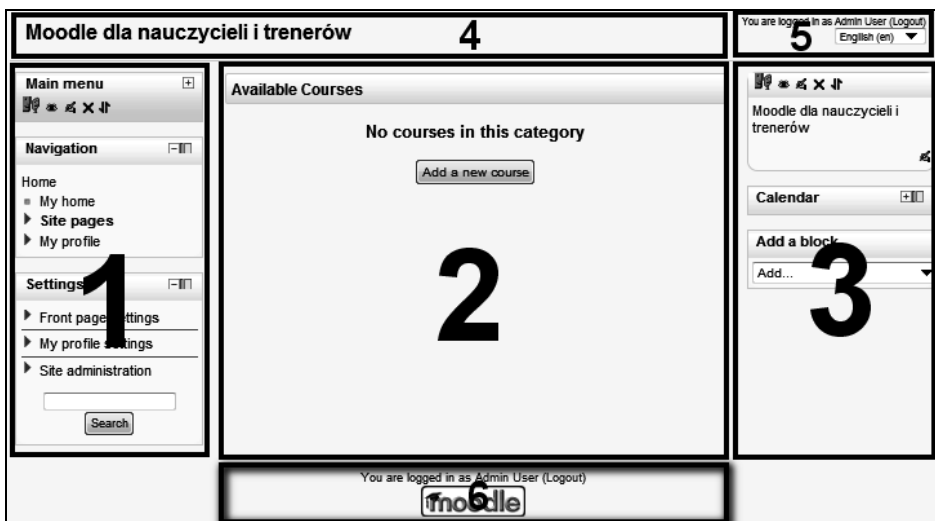 Moodle dla nauczycieli i trenerów
4
You are logged in as Admin User (Logout)
5
English (en)
Main menu
Navigation
Home
My home
Site pages
My profile
Settings
Front page settings
My profile settings
Site administration
Search
1
Available Courses
No courses in this category
Add a new course
2
Moodle dla nauczycieli i
trenerów
Calendar
Add a block
Add...
3
You are logged in as Admin User (Logout)
moodle
6